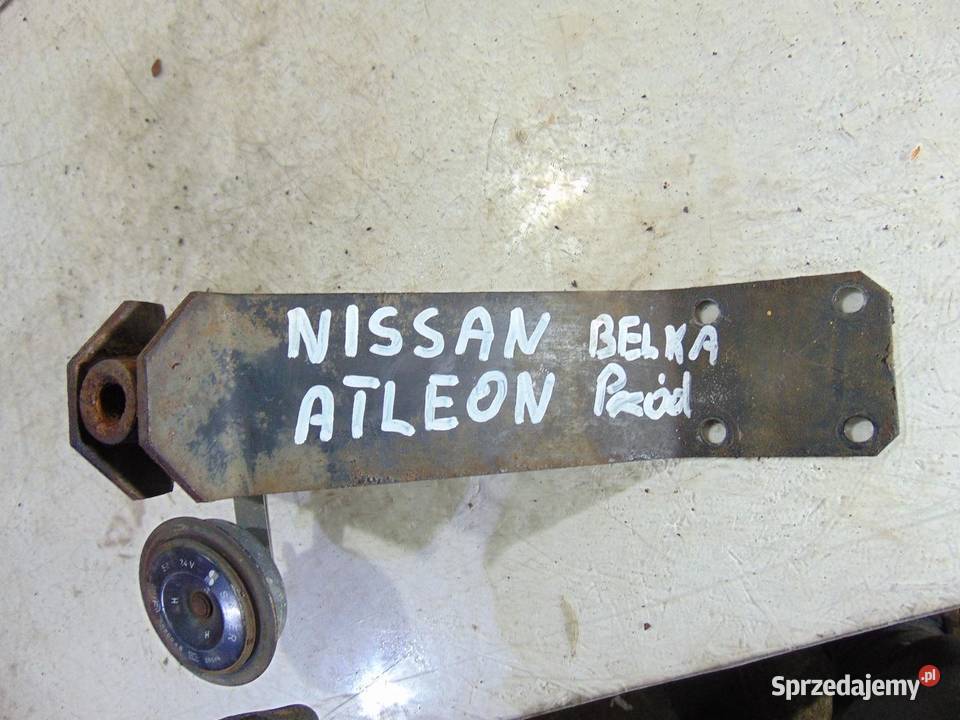 NISSAN BELKA
ATLEON Przód
24V
H
Sprzedajemy.pl